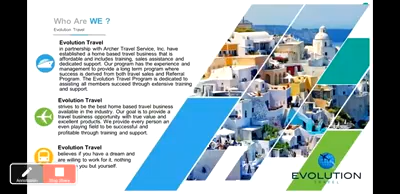 Who Are WE ?
Evolution Travel
Evolution Travel
in partnership with Archer Travel Service, Inc. have
established a home based travel business that is
affordable and includes training, sales assistance and
dedicated support. Our program has the experience and
management to provide a long term program where
success is derived from both travel sales and Referral
Program. The Evolution Travel Program is dedicated to
assisting all members succeed through extensive training
and support.
Evolution Travel
strives to be the best home based travel business
available in the industry. Our goal is to provide a
travel business opportunity with true value and
excellent products. We provide every person an
even playing field to be successful and
profitable through training and support.
Evolution Travel
believes if you have a dream and
are willing to work for it, nothing
you but yourself.
EVOLUTION
TRAVEL